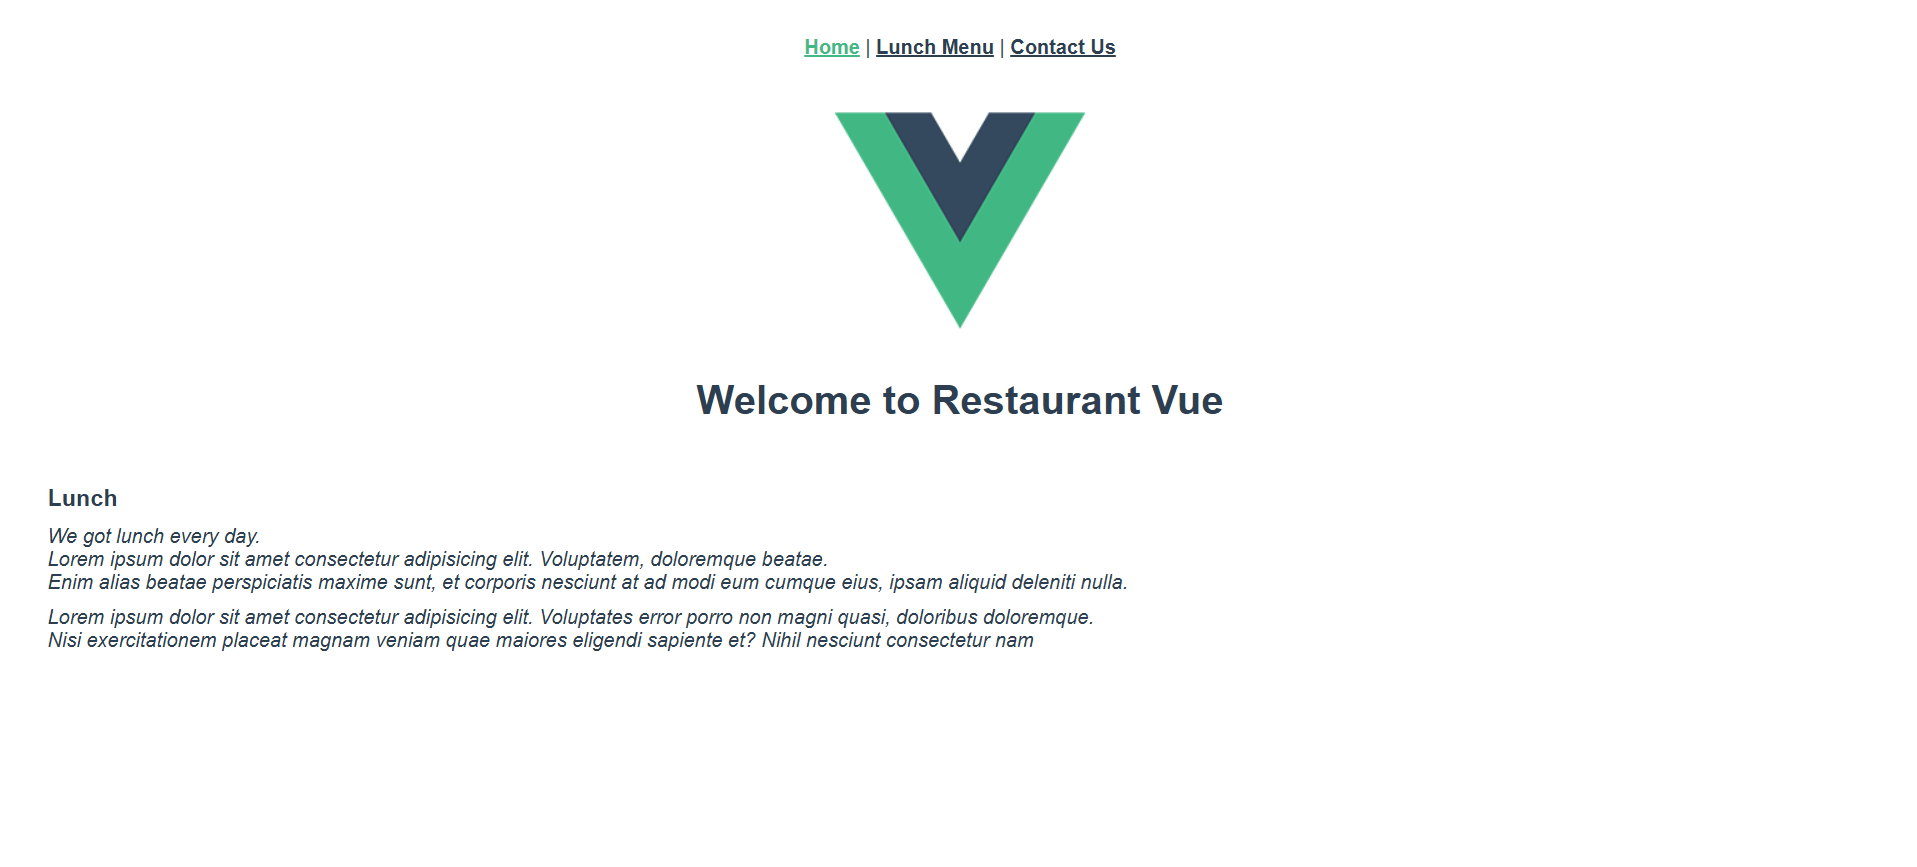 Home | Lunch Menu | Contact Us
Welcome to Restaurant Vue
Lunch
We got lunch every day.
Lorem ipsum dolor sit amet consectetur adipisicing elit. Voluptatem, doloremque beatae.
Enim alias beatae perspiciatis maxime sunt, et corporis nesciunt at ad modi eum cumque eius, ipsam aliquid deleniti nulla.
Lorem ipsum dolor sit amet consectetur adipisicing elit. Voluptates error porro non magni quasi, doloribus doloremque.
Nisi exercitationem placeat magnam veniam quae maiores eligendi sapiente et? Nihil nesciunt consectetur nam